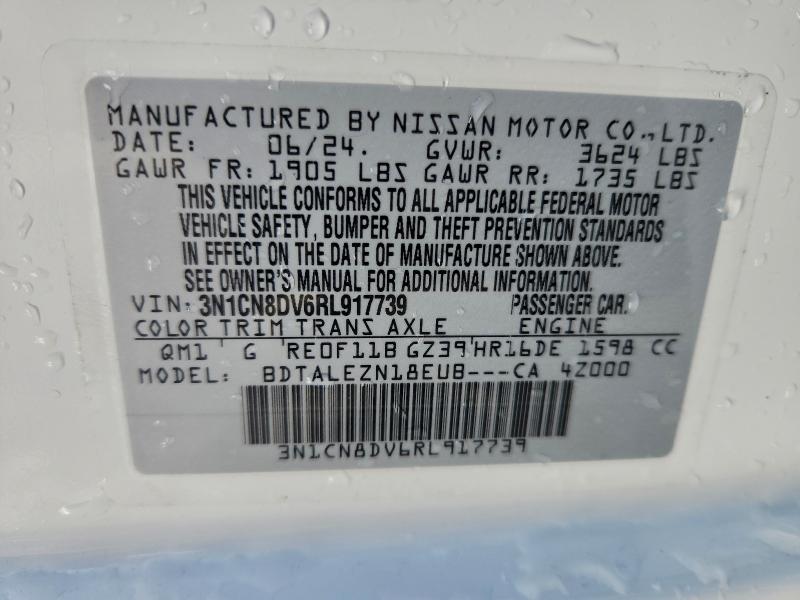 MANUFACTURED BY NISSAN MOTOR CO., LTD.
DATE: 06/24. GVWR: 3624 LBS
GAWR FR: 1905 LBS GAWR RR: 1735 LBS
THIS VEHICLE CONFORMS TO ALL APPLICABLE FEDERAL MOTOR
VEHICLE SAFETY, BUMPER AND THEFT PREVENTION STANDARDS
IN EFFECT ON THE DATE OF MANUFACTURE SHOWN ABOVE.
SEE OWNER'S MANUAL FOR ADDITIONAL INFORMATION.
VIN: 3N1CN8DV6RL917739 PASSENGER CAR.
COLOR TRIM TRANS AXLE ENGINE
QM1 G RE0F11B GZ39 HR16DE 1598 CC
MODEL: BDTALEZN18EUB---CA 4Z000
3N1CN8DV6RL917739